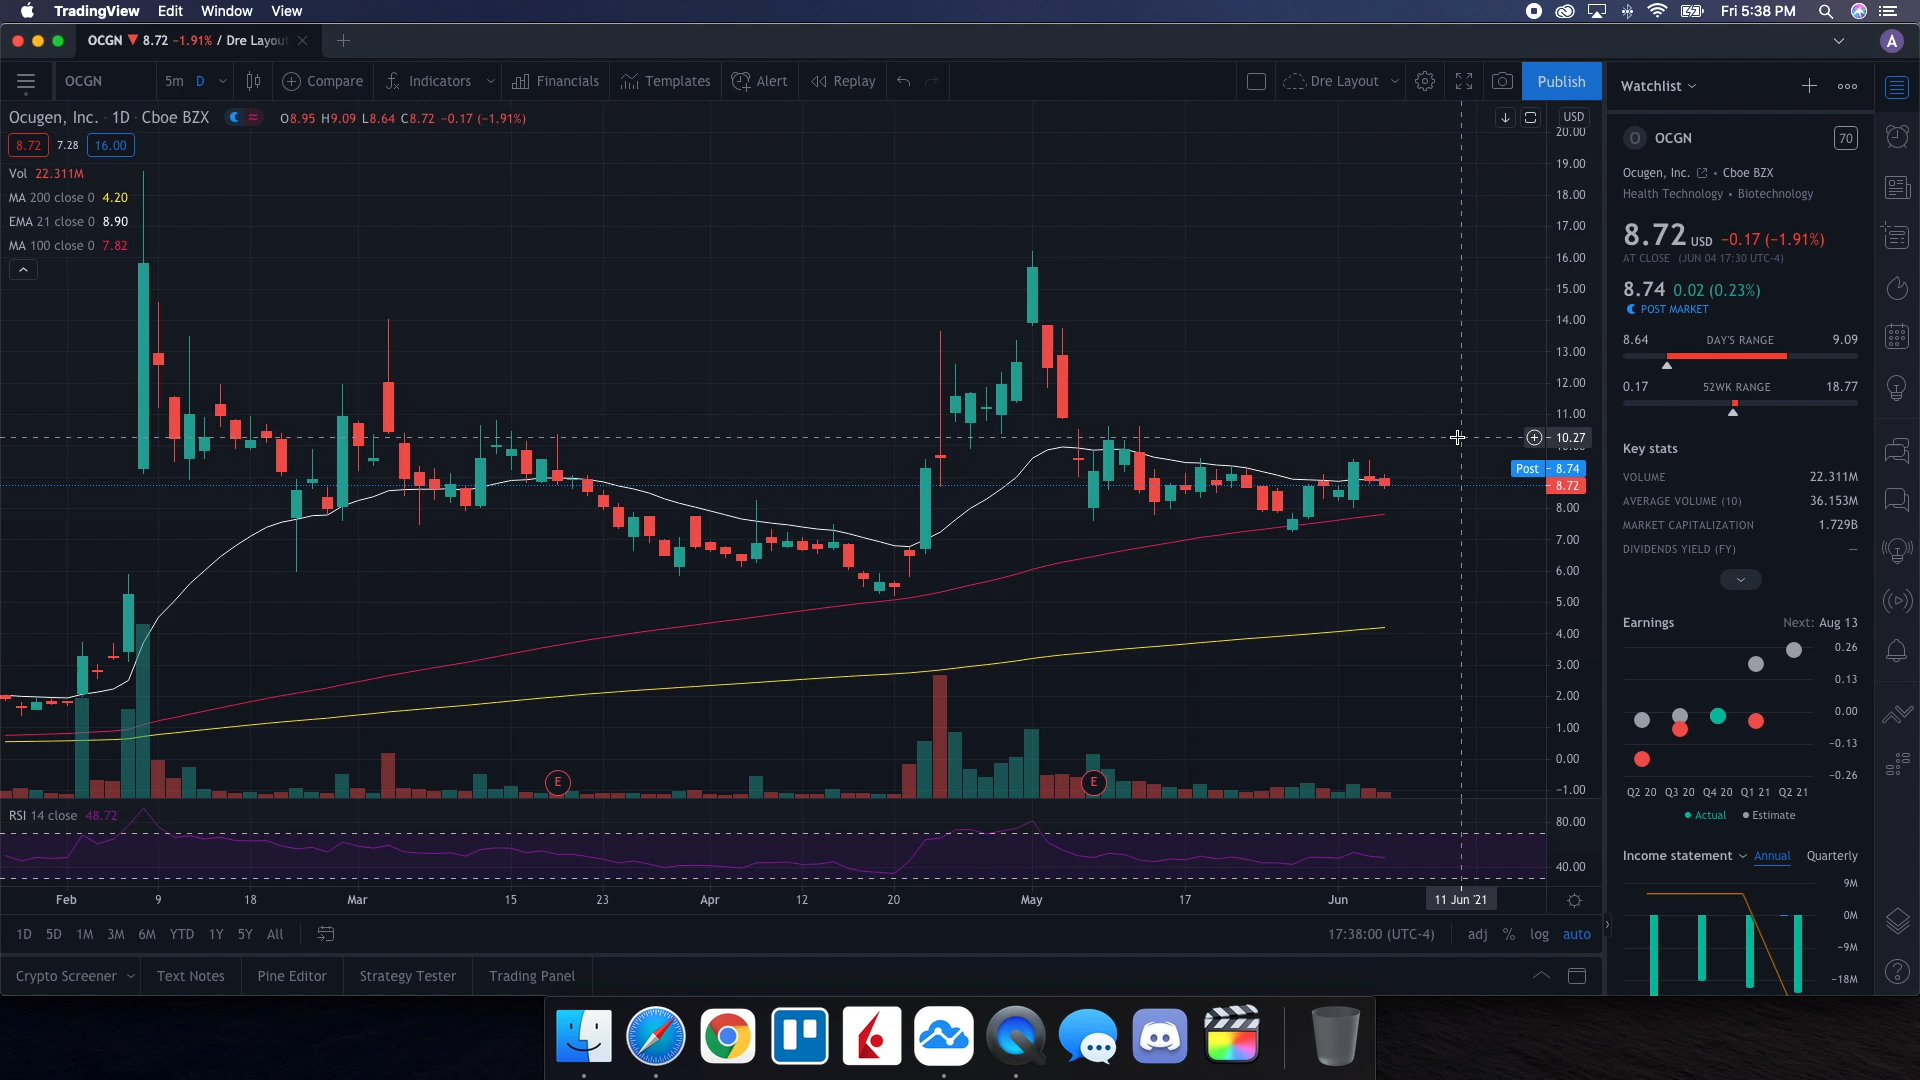 TradingView Edit Window View Fri 5:38 PM
OCGN ▼ 8.72 −1.91% / Dre Layou A
OCGN 5m D Compare Indicators Financials Templates Alert Replay Dre Layout Publish
Ocugen, Inc. · 1D · Cboe BZX O8.95 H9.09 L8.64 C8.72 −0.17 (−1.91%)
8.72 7.28 16.00
Vol 22.311M
MA 200 close 0 4.20
EMA 21 close 0 8.90
MA 100 close 0 7.82
USD
20.00
19.00
18.00
17.00
16.00
15.00
14.00
13.00
12.00
11.00
10.27
Post 8.74
8.72
8.00
7.00
6.00
5.00
4.00
3.00
2.00
1.00
0.00
−1.00
E E
RSI 14 close 48.72
80.00
40.00
Feb 9 18 Mar 15 23 Apr 12 20 May 17 Jun 11 Jun '21
1D 5D 1M 3M 6M YTD 1Y 5Y All 17:38:00 (UTC-4) adj % log auto
Crypto Screener Text Notes Pine Editor Strategy Tester Trading Panel
Watchlist
O OCGN 70
Ocugen, Inc. • Cboe BZX
Health Technology • Biotechnology
8.72 USD −0.17 (−1.91%)
AT CLOSE (JUN 04 17:30 UTC-4)
8.74 0.02 (0.23%)
POST MARKET
8.64 DAY'S RANGE 9.09
0.17 52WK RANGE 18.77
Key stats
VOLUME 22.311M
AVERAGE VOLUME (10) 36.153M
MARKET CAPITALIZATION 1.729B
DIVIDENDS YIELD (FY) —
Earnings Next: Aug 13
0.26
0.13
0.00
−0.13
−0.26
Q2 20 Q3 20 Q4 20 Q1 21 Q2 21
Actual Estimate
Income statement Annual Quarterly
9M
0M
−9M
−18M